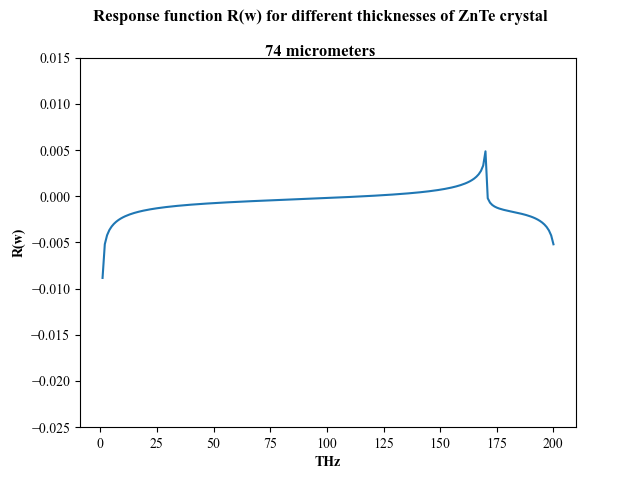 Response function R(w) for different thicknesses of ZnTe crystal
74 micrometers
0.015
0.010
0.005
0.000
−0.005
−0.010
−0.015
−0.020
−0.025
R(w)
0 25 50 75 100 125 150 175 200
THz